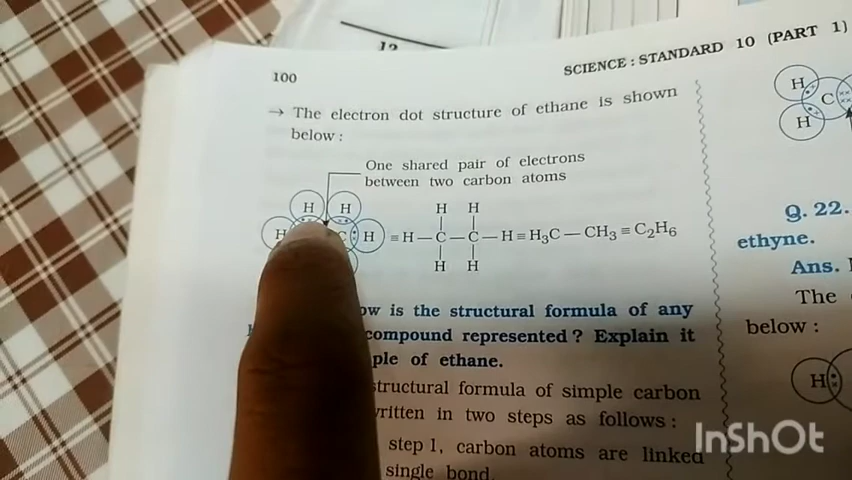 12
100
SCIENCE : STANDARD 10 (PART 1)
→ The electron dot structure of ethane is shown
below :
One shared pair of electrons
between two carbon atoms
H H
H C H ≡ H — C — C — H ≡ H₃C — CH₃ ≡ C₂H₆
H H
H H
is the structural formula of any
compound represented? Explain it
of ethane.
structural formula of simple carbon
written in two steps as follows :
step 1, carbon atoms are linked
single bond.
H
C
H
Q. 22.
ethyne.
Ans.
The
below :
H
InShOt